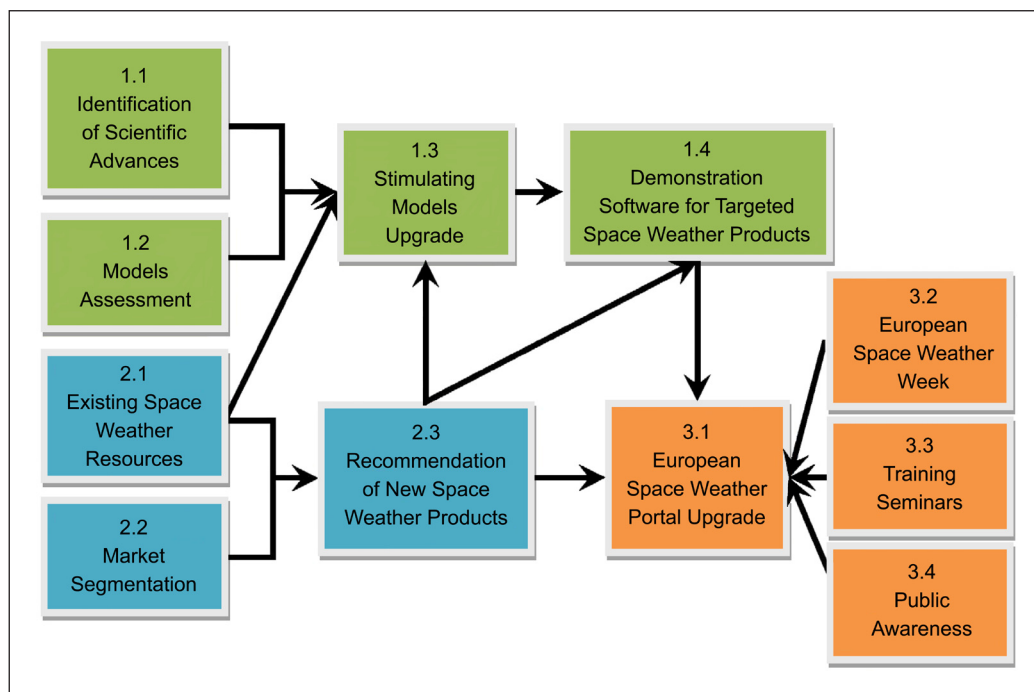 1.1
Identification
of Scientific
Advances
1.2
Models
Assessment
1.3
Stimulating
Models
Upgrade
1.4
Demonstration
Software for Targeted
Space Weather Products
2.1
Existing Space
Weather
Resources
2.2
Market
Segmentation
2.3
Recommendation
of New Space
Weather Products
3.1
European
Space Weather
Portal Upgrade
3.2
European
Space Weather
Week
3.3
Training
Seminars
3.4
Public
Awareness